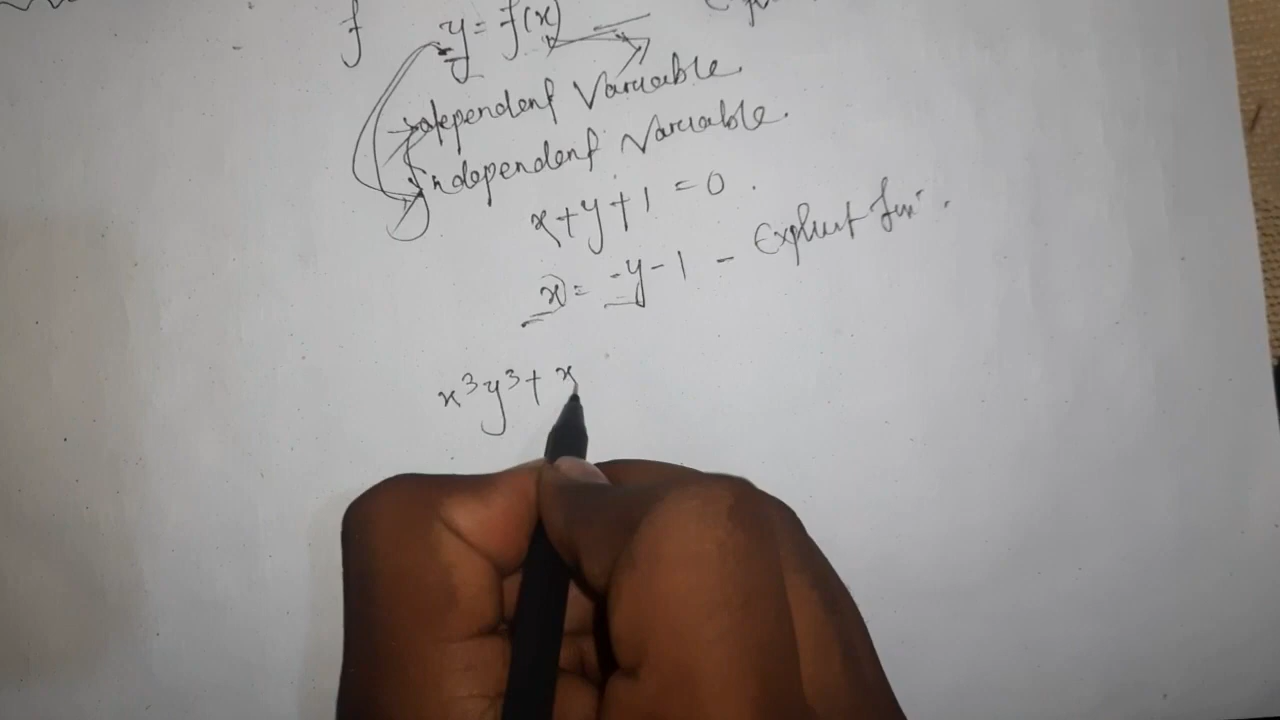 f y = f(x)
dependent Variable.
Independent Variable.
x+y+1 = 0.
x = -y-1 - Explicit fun.
x³y³+ x